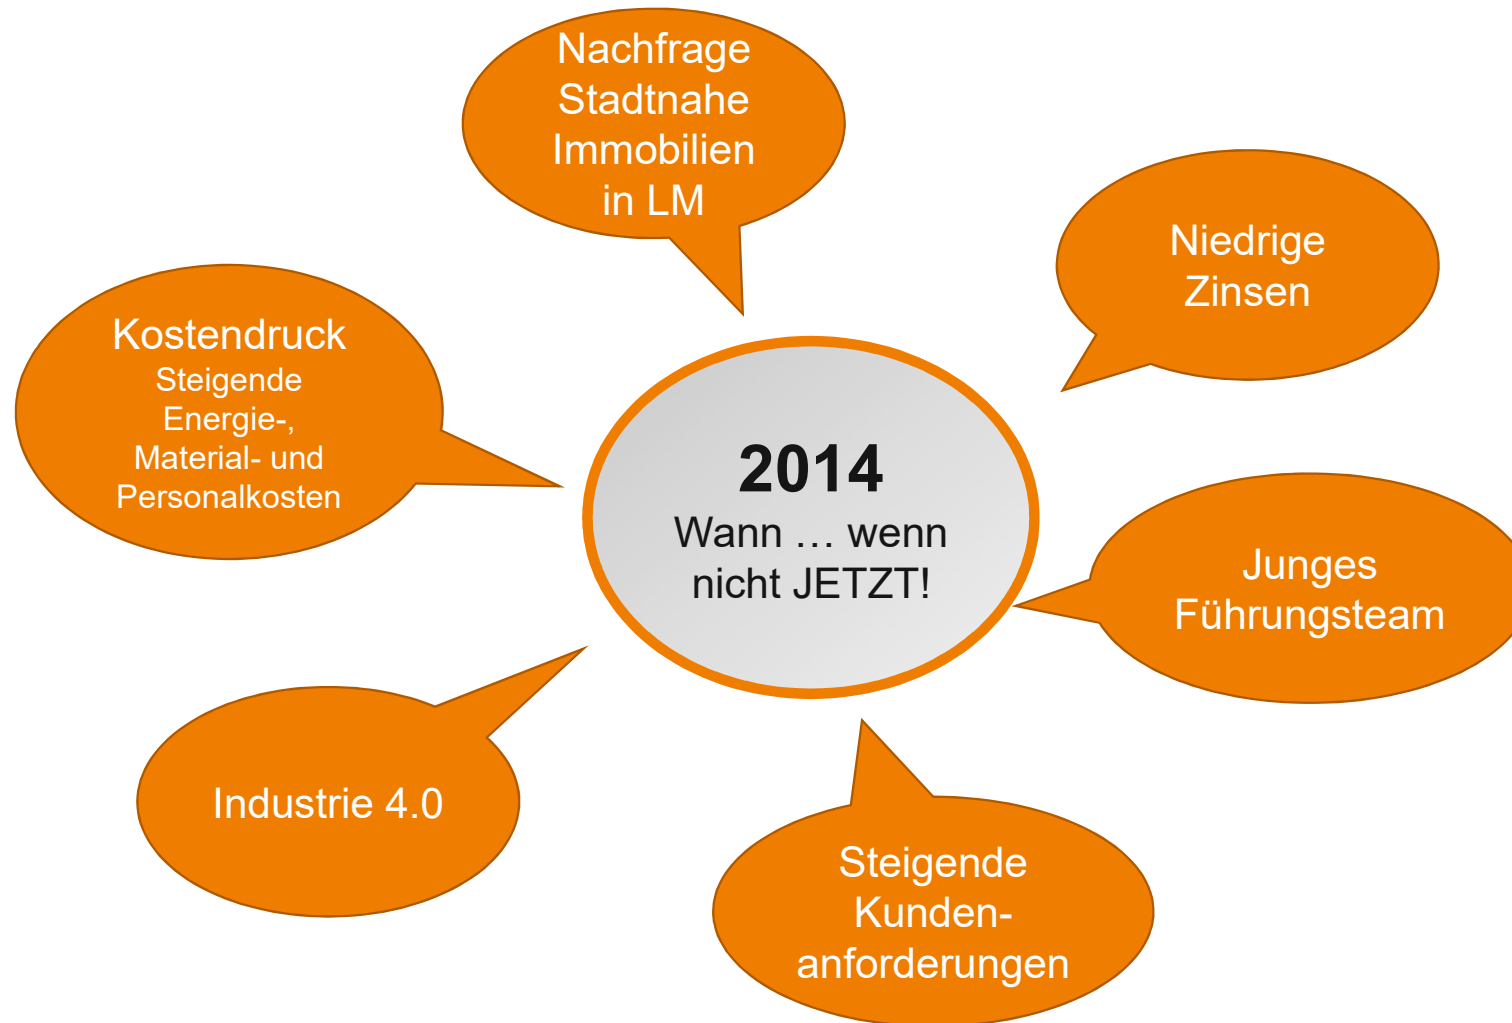 Nachfrage
Stadtnahe
Immobilien
in LM
Niedrige
Zinsen
Kostendruck
Steigende
Energie-,
Material- und
Personalkosten
2014
Wann … wenn
nicht JETZT!
Junges
Führungsteam
Industrie 4.0
Steigende
Kunden-
anforderungen